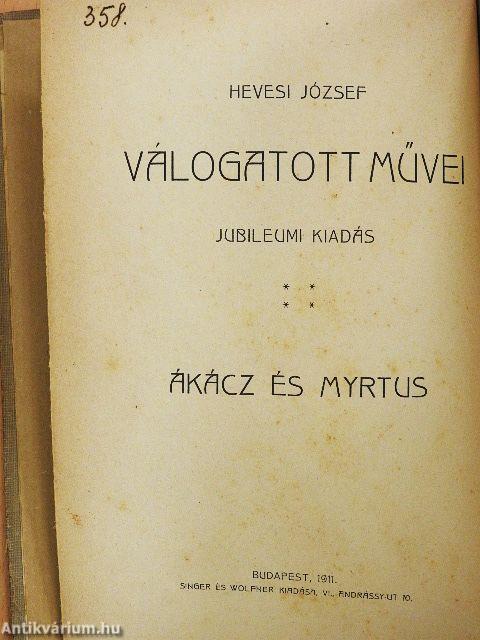 358.
HEVESI JÓZSEF
VÁLOGATOTT MŰVEI
JUBILEUMI KIADÁS
* *
* *
ÁKÁCZ ÉS MYRTUS
BUDAPEST, 1911.
SINGER ÉS WOLFNER KIADÁSA, VI., ANDRÁSSY-UT 10.
Antikvárium.hu